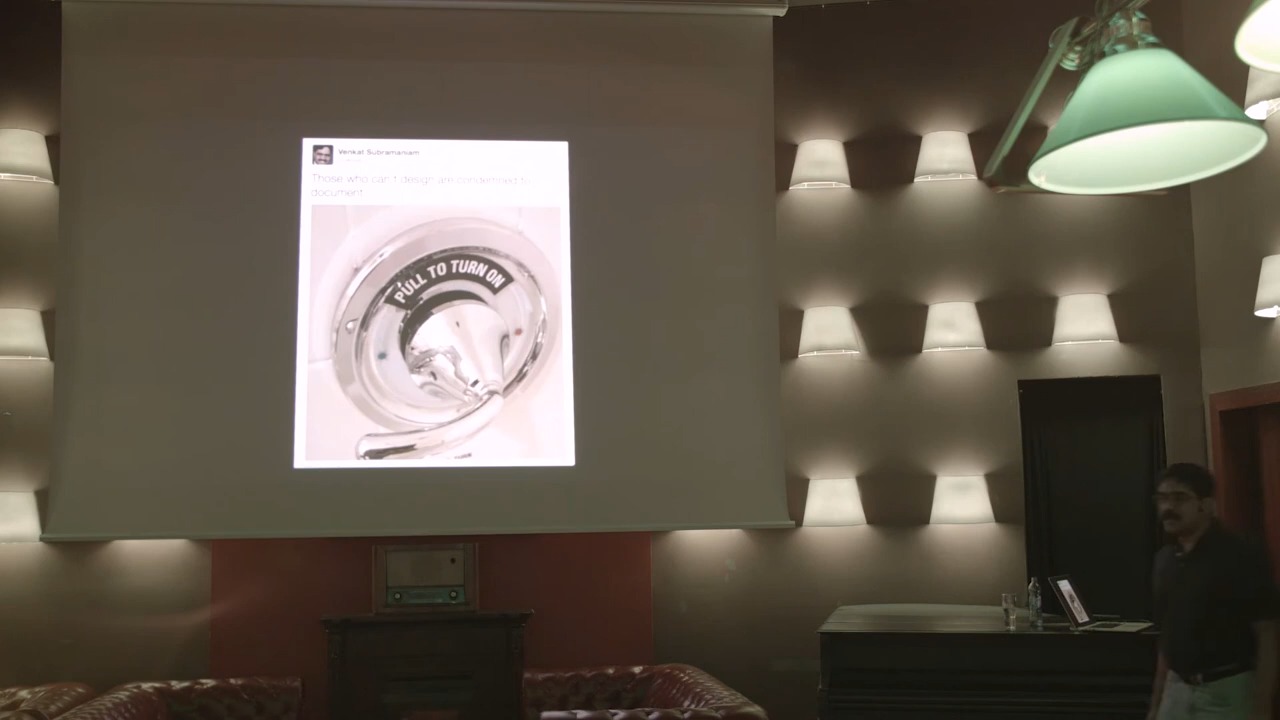 Venkat Subramaniam
Those who can't design are condemned to
document
PULL TO TURN ON